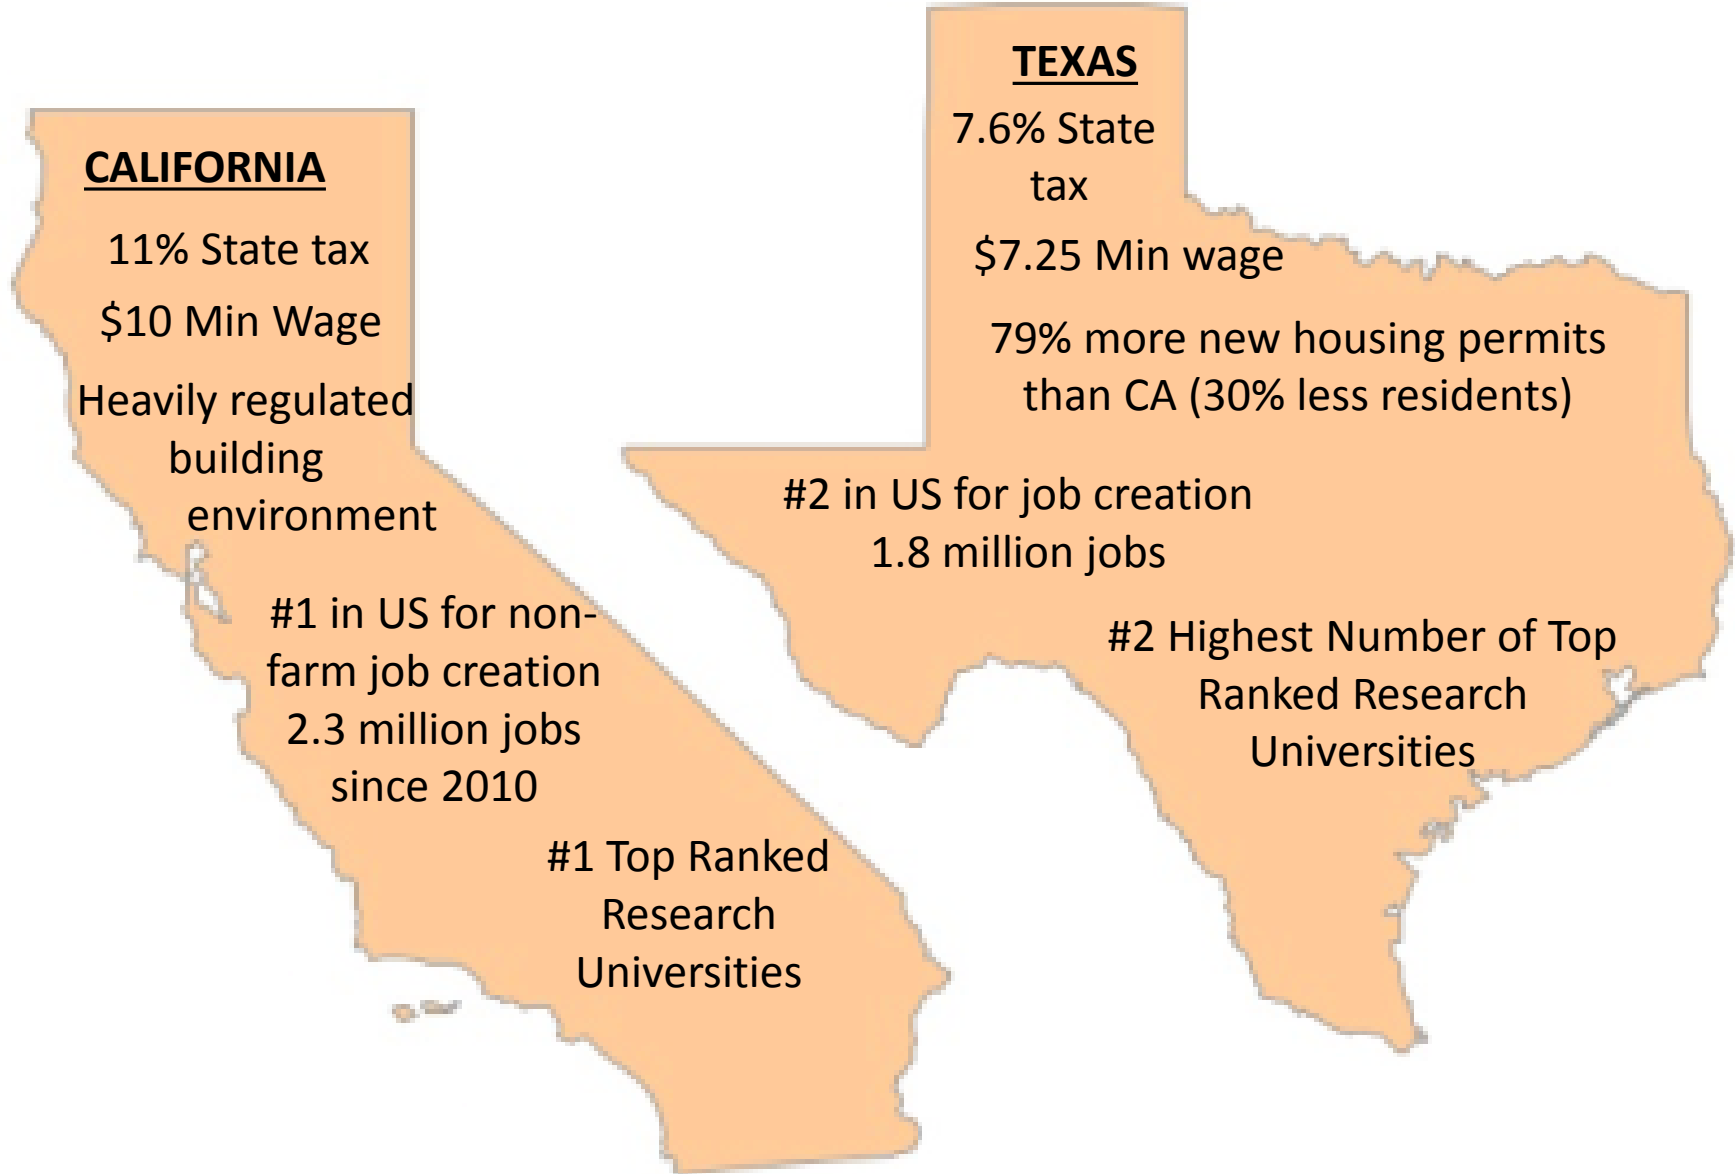 CALIFORNIA
11% State tax
$10 Min Wage
Heavily regulated
building
environment
#1 in US for non-
farm job creation
2.3 million jobs
since 2010
#1 Top Ranked
Research
Universities
TEXAS
7.6% State
tax
$7.25 Min wage
79% more new housing permits
than CA (30% less residents)
#2 in US for job creation
1.8 million jobs
#2 Highest Number of Top
Ranked Research
Universities